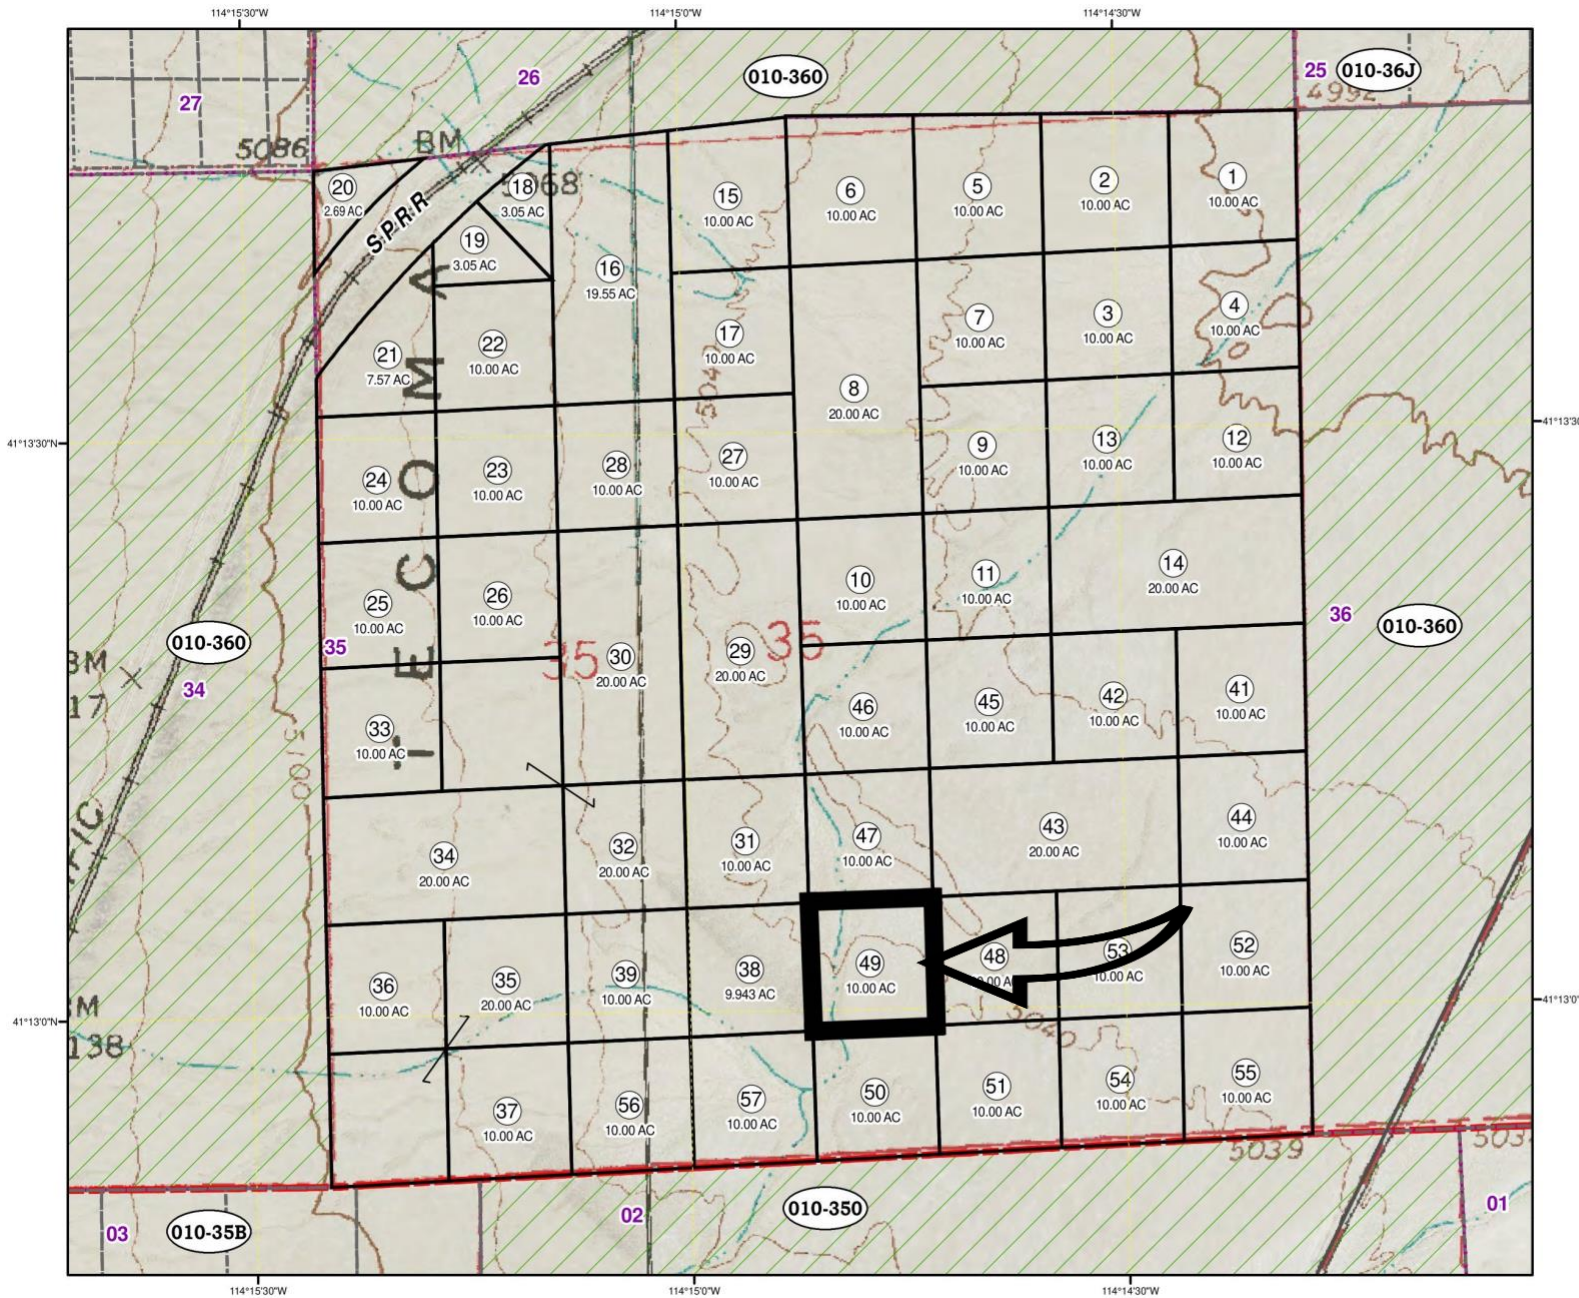 114°15'30"W
114°15'0"W
114°14'30"W
26
010-360
25
010-36J
27
4992
5086
BM
5068
20
2.69 AC
18
3.05 AC
15
10.00 AC
6
10.00 AC
5
10.00 AC
2
10.00 AC
1
10.00 AC
S.P.R.R
19
3.05 AC
16
19.55 AC
17
10.00 AC
7
10.00 AC
3
10.00 AC
4
10.00 AC
21
7.57 AC
22
10.00 AC
5040
8
20.00 AC
41°13'30"N
24
10.00 AC
23
10.00 AC
28
10.00 AC
27
10.00 AC
9
10.00 AC
13
10.00 AC
12
10.00 AC
TECOMA
25
10.00 AC
26
10.00 AC
10
10.00 AC
11
10.00 AC
14
20.00 AC
010-360
34
35
35
35
30
20.00 AC
29
20.00 AC
36
010-360
BM
17
33
10.00 AC
46
10.00 AC
45
10.00 AC
42
10.00 AC
41
10.00 AC
5100
34
20.00 AC
32
10.00 AC
31
10.00 AC
47
10.00 AC
43
20.00 AC
44
10.00 AC
36
10.00 AC
35
20.00 AC
39
10.00 AC
38
9.943 AC
49
10.00 AC
48
53
10.00 AC
52
10.00 AC
41°13'0"N
138
5040
37
10.00 AC
56
10.00 AC
57
10.00 AC
50
10.00 AC
51
10.00 AC
54
10.00 AC
55
10.00 AC
5039
03
010-35B
02
010-350
01
114°15'30"W
114°15'0"W
114°14'30"W